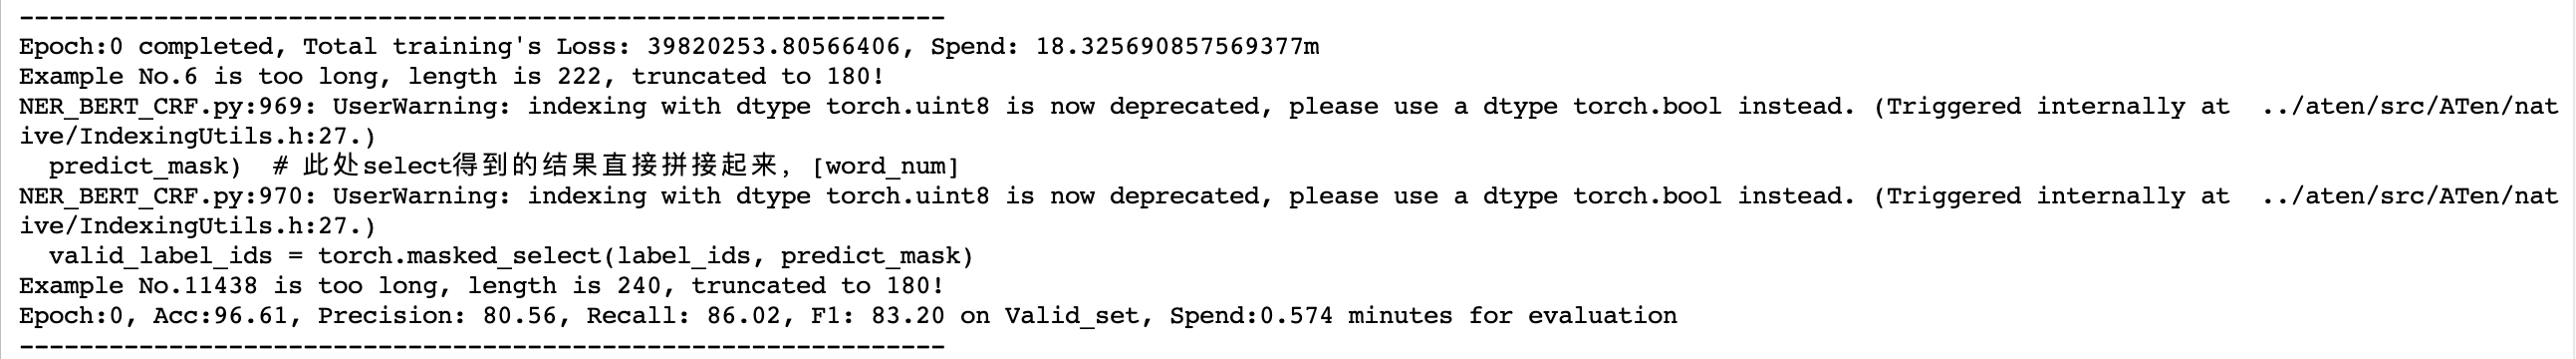 --------------------------------------------------------------
Epoch:0 completed, Total training's Loss: 39820253.80566406, Spend: 18.325690857569377m
Example No.6 is too long, length is 222, truncated to 180!
NER_BERT_CRF.py:969: UserWarning: indexing with dtype torch.uint8 is now deprecated, please use a dtype torch.bool instead. (Triggered internally at  ../aten/src/ATen/nat
ive/IndexingUtils.h:27.)
  predict_mask)  # 此处select得到的结果直接拼接起来，[word_num]
NER_BERT_CRF.py:970: UserWarning: indexing with dtype torch.uint8 is now deprecated, please use a dtype torch.bool instead. (Triggered internally at  ../aten/src/ATen/nat
ive/IndexingUtils.h:27.)
  valid_label_ids = torch.masked_select(label_ids, predict_mask)
Example No.11438 is too long, length is 240, truncated to 180!
Epoch:0, Acc:96.61, Precision: 80.56, Recall: 86.02, F1: 83.20 on Valid_set, Spend:0.574 minutes for evaluation
--------------------------------------------------------------